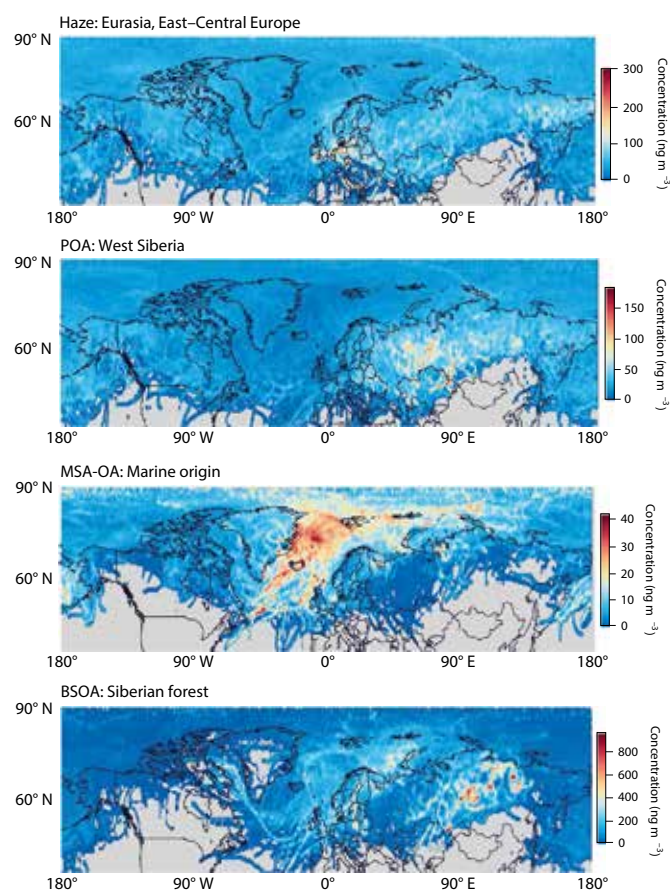 Haze: Eurasia, East–Central Europe
90° N
60° N
180°
90° W
0°
90° E
180°
300
200
100
0
Concentration (ng m⁻³)
POA: West Siberia
90° N
60° N
180°
90° W
0°
90° E
180°
150
100
50
0
Concentration (ng m⁻³)
MSA-OA: Marine origin
90° N
60° N
180°
90° W
0°
90° E
180°
40
30
20
10
0
Concentration (ng m⁻³)
BSOA: Siberian forest
90° N
60° N
180°
90° W
0°
90° E
180°
800
600
400
200
0
Concentration (ng m⁻³)